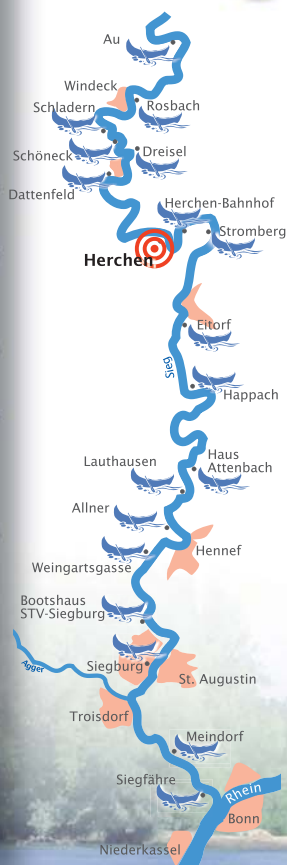 Au
Windeck
Schladern
Rosbach
Schöneck
Dreisel
Dattenfeld
Herchen-Bahnhof
Stromberg
Herchen
Eitorf
Sieg
Happach
Haus
Attenbach
Lauthausen
Allner
Hennef
Weingartsgasse
Bootshaus
STV-Siegburg
Agger
Siegburg
St. Augustin
Troisdorf
Meindorf
Siegfähre
Rhein
Bonn
Niederkassel